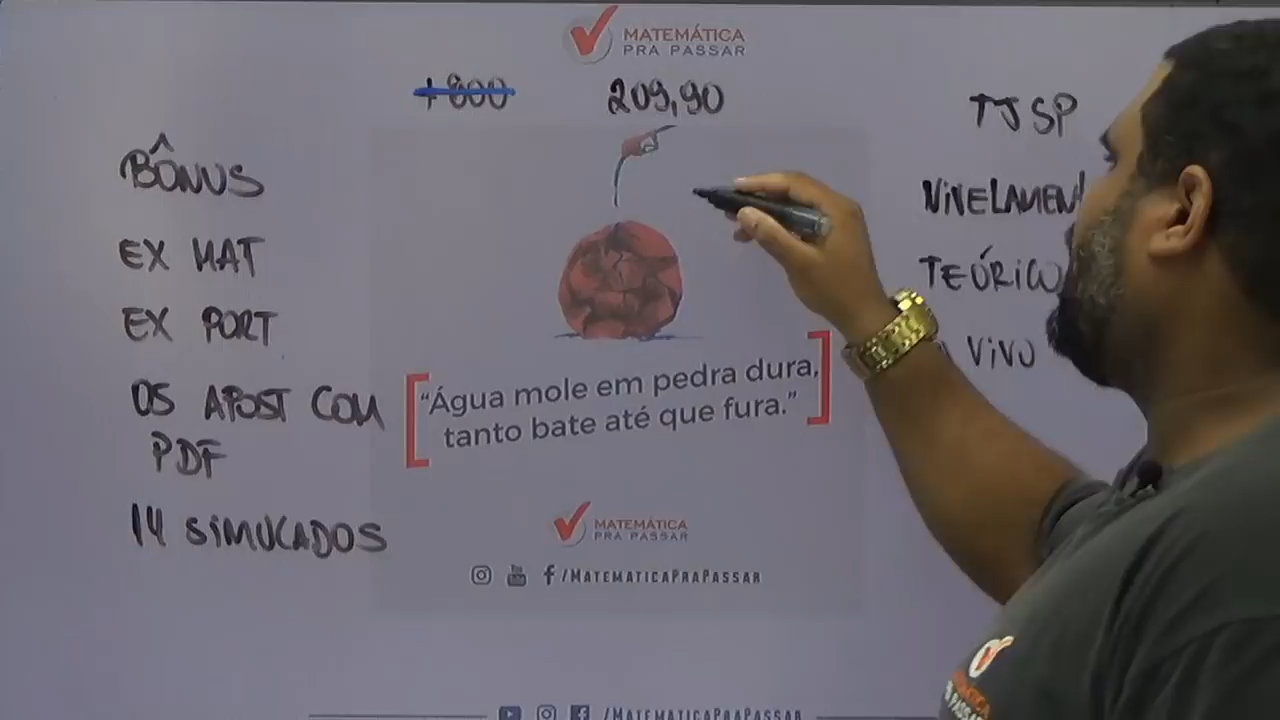 MATEMÁTICA
PRA PASSAR
+800 209,90
BÔNUS
EX MAT
EX PORT
OS APOST COM
PDF
14 SIMULADOS
TJ SP
TEÓRICO
VIVO
"Água mole em pedra dura,
tanto bate até que fura."
MATEMÁTICA
PRA PASSAR
/MATEMATICAPRAPASSAR
/MATEMATICAPRAPASSAR